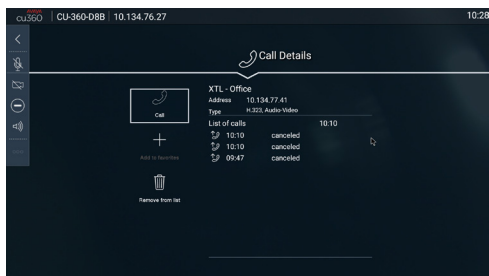 AVAYA
cu360 | CU-360-D8B | 10.134.76.27 10:28
Call Details
XTL - Office
Address 10.134.77.41
Type H.323, Audio-Video
List of calls 10:10
10:10 canceled
10:10 canceled
09:47 canceled
Call
Add to favorites
Remove from list